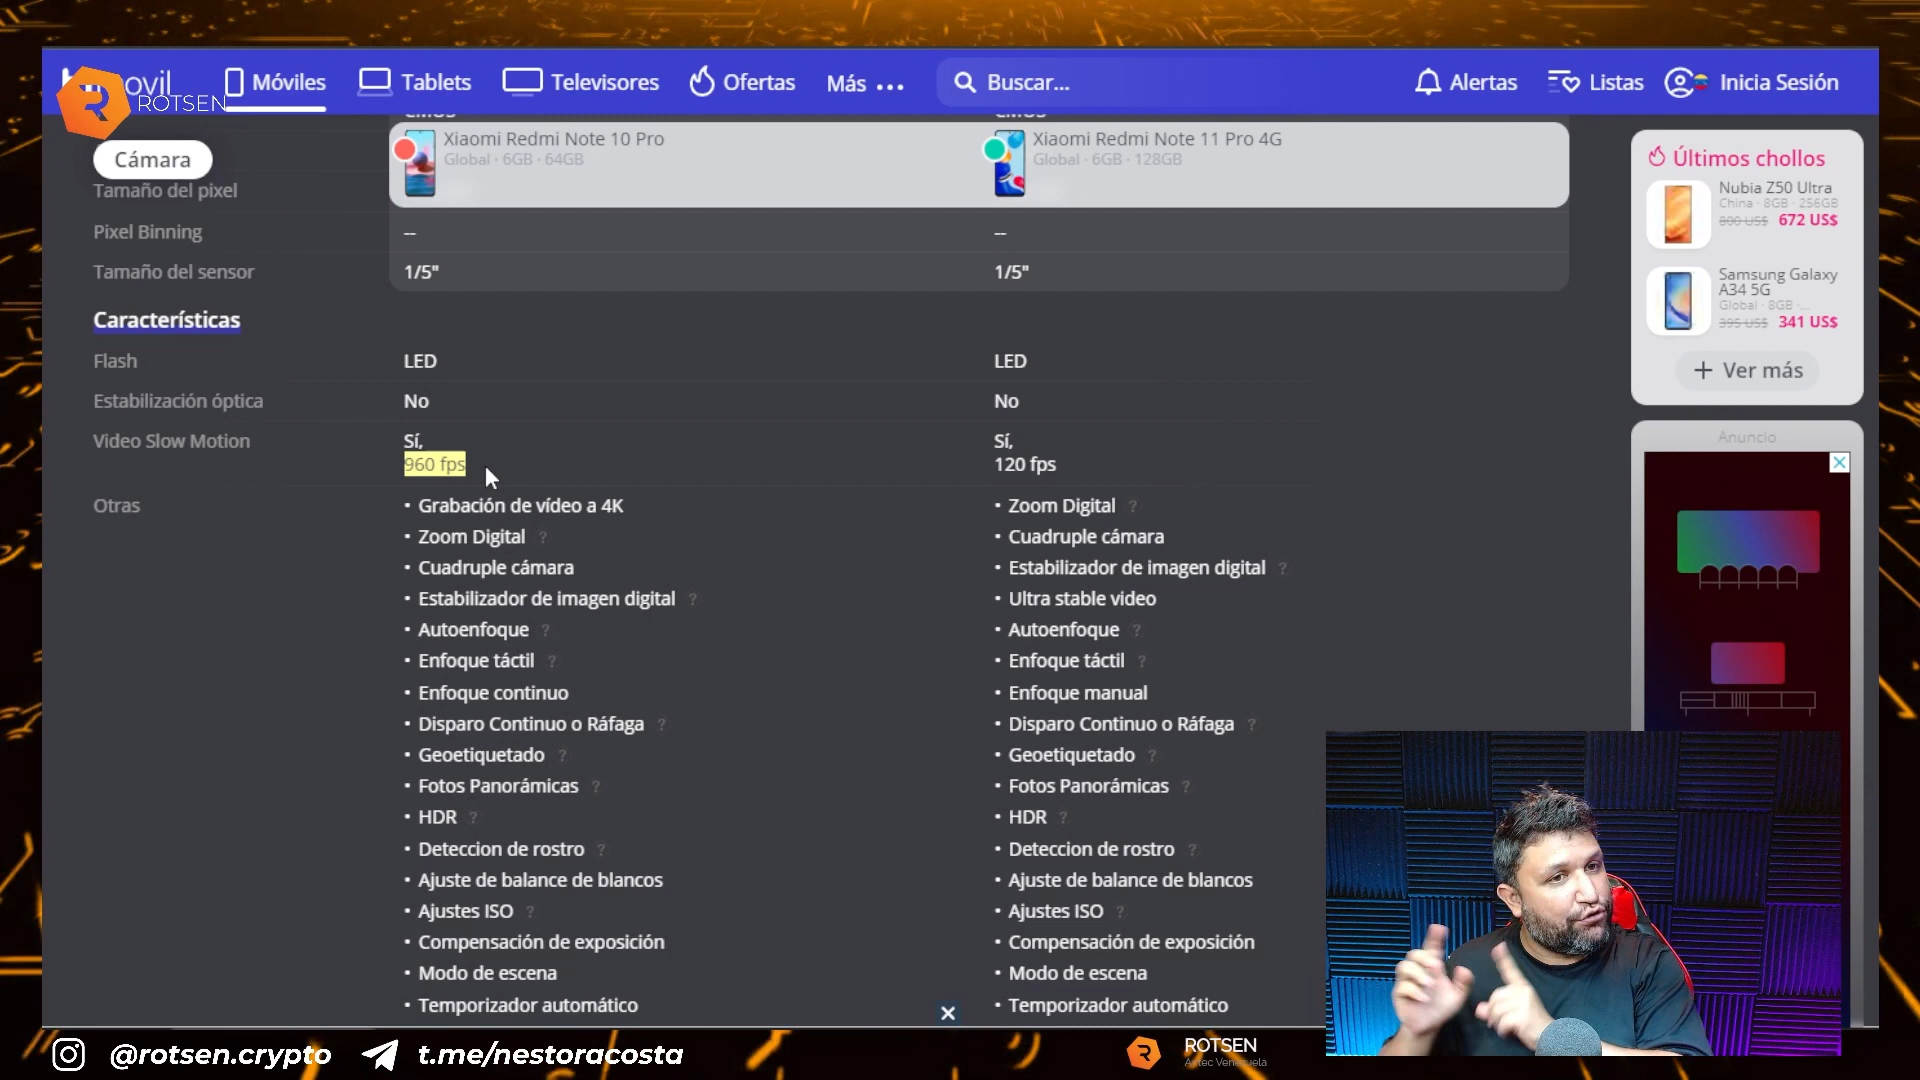 ovil
Móviles
Tablets
Televisores
Ofertas
Más
Buscar...
Alertas
Listas
Inicia Sesión
ROTSEN
CMOS
CMOS
Cámara
Xiaomi Redmi Note 10 Pro
Global · 6GB · 64GB
Xiaomi Redmi Note 11 Pro 4G
Global · 6GB · 128GB
Tamaño del pixel
Pixel Binning
--
--
Tamaño del sensor
1/5"
1/5"
Características
Flash
LED
LED
Estabilización óptica
No
No
Video Slow Motion
Sí,
960 fps
Sí,
120 fps
Otras
• Grabación de vídeo a 4K
• Zoom Digital ?
• Cuadruple cámara
• Estabilizador de imagen digital ?
• Autoenfoque ?
• Enfoque táctil ?
• Enfoque continuo
• Disparo Continuo o Ráfaga ?
• Geoetiquetado ?
• Fotos Panorámicas ?
• HDR ?
• Deteccion de rostro ?
• Ajuste de balance de blancos
• Ajustes ISO ?
• Compensación de exposición
• Modo de escena
• Temporizador automático
• Zoom Digital ?
• Cuadruple cámara
• Estabilizador de imagen digital ?
• Ultra stable video
• Autoenfoque ?
• Enfoque táctil ?
• Enfoque manual
• Disparo Continuo o Ráfaga ?
• Geoetiquetado ?
• Fotos Panorámicas ?
• HDR ?
• Deteccion de rostro ?
• Ajuste de balance de blancos
• Ajustes ISO ?
• Compensación de exposición
• Modo de escena
• Temporizador automático
Últimos chollos
Nubia Z50 Ultra
China · 8GB · 256GB
800 US$ 672 US$
Samsung Galaxy
A34 5G
Global · 8GB ·...
395 US$ 341 US$
+ Ver más
Anuncio
@rotsen.crypto
t.me/nestoracosta
ROTSEN
Astec Venezuela